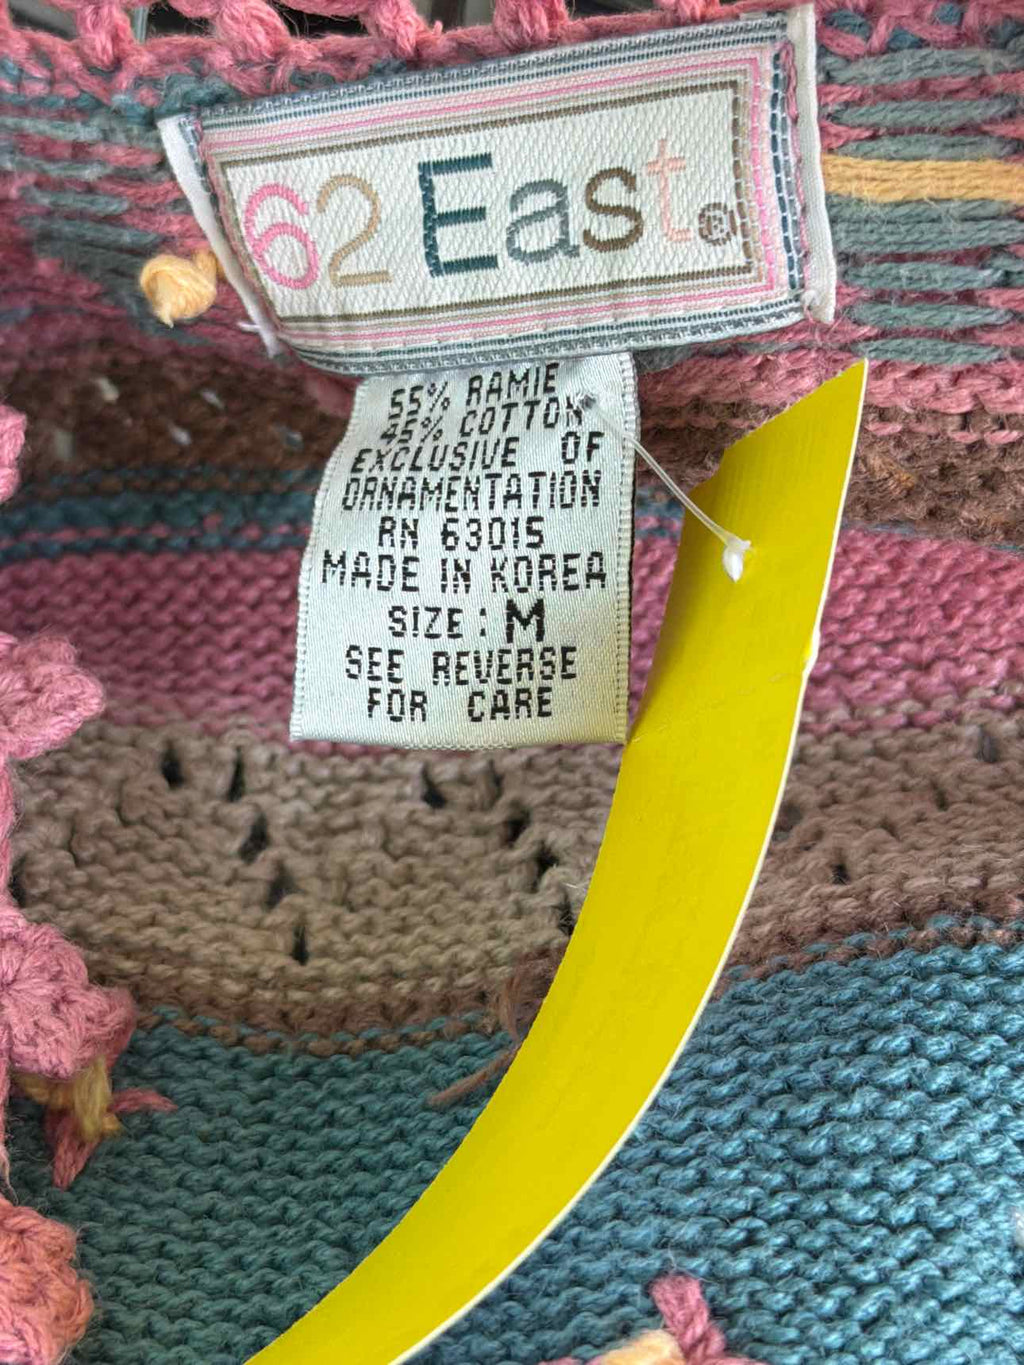 62 East®
55% RAMIE
45% COTTON
EXCLUSIVE OF
ORNAMENTATION
RN 63015
MADE IN KOREA
SIZE: M
SEE REVERSE
FOR CARE